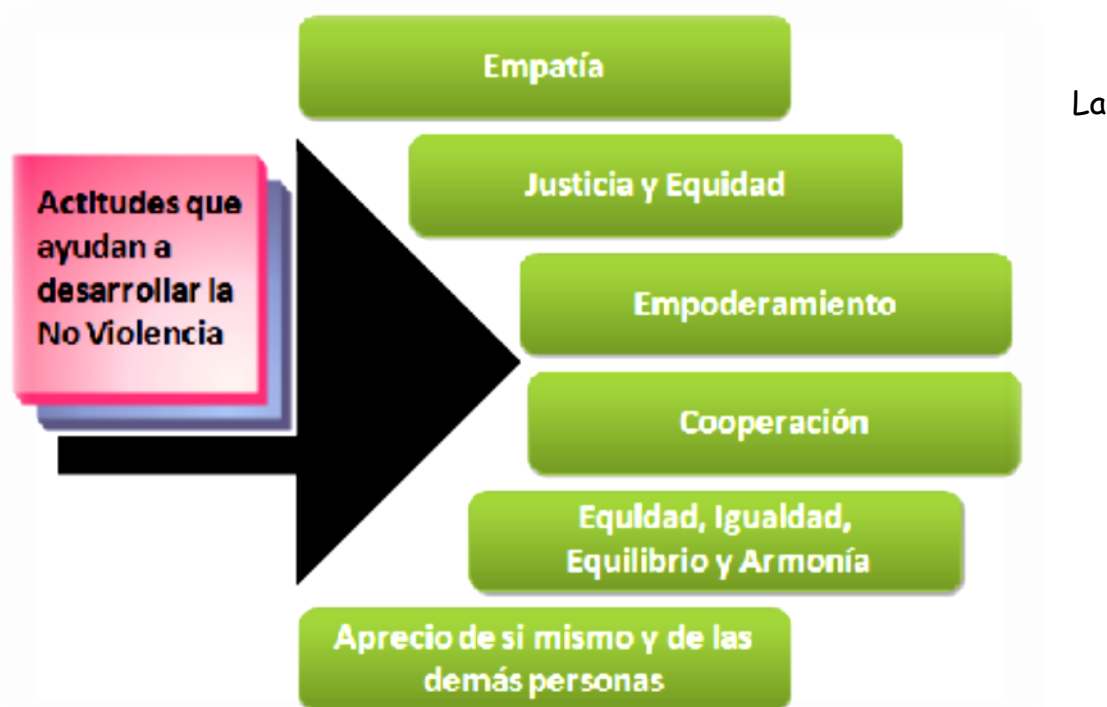 Empatía
La
Justicia y Equidad
Actitudes que
ayudan a
desarrollar la
No Violencia
Empoderamiento
Cooperación
Equidad, Igualdad,
Equilibrio y Armonía
Aprecio de si mismo y de las
demás personas